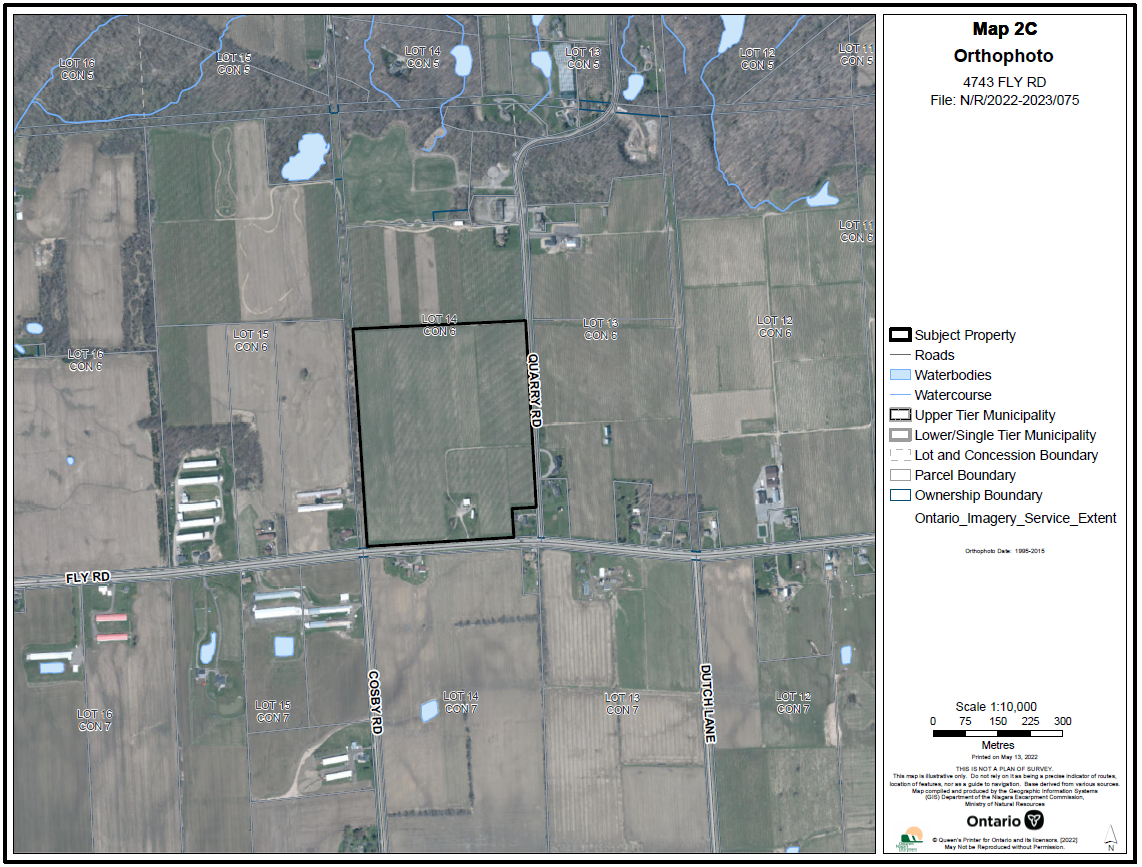 LOT 16
CON 5
LOT 15
CON 5
LOT 14
CON 5
LOT 13
CON 5
LOT 12
CON 5
LOT 11
CON 5
LOT 11
CON 6
LOT 16
CON 6
LOT 15
CON 6
LOT 14
CON 6
LOT 13
CON 6
LOT 12
CON 6
QUARRY RD
FLY RD
COSBY RD
DUTCH LANE
LOT 16
CON 7
LOT 15
CON 7
LOT 14
CON 7
LOT 13
CON 7
LOT 12
CON 7
Map 2C
Orthophoto
4743 FLY RD
File: N/R/2022-2023/075
Subject Property
Roads
Waterbodies
Watercourse
Upper Tier Municipality
Lower/Single Tier Municipality
Lot and Concession Boundary
Parcel Boundary
Ownership Boundary
Ontario_Imagery_Service_Extent
Orthophoto Date: 1995-2015
Scale 1:10,000
0 75 150 225 300
Metres
Printed on May 13, 2022
THIS IS NOT A PLAN OF SURVEY.
This map is illustrative only. Do not rely on it as being a precise indicator of routes,
location of features, nor as a guide to navigation. Base derived from various sources.
Map compiled and produced by the Geographic Information Systems
(GIS) Department of the Niagara Escarpment Commission,
Ministry of Natural Resources
Ontario
© Queen's Printer for Ontario and its licensors. [2022]
May Not be Reproduced without Permission.
N